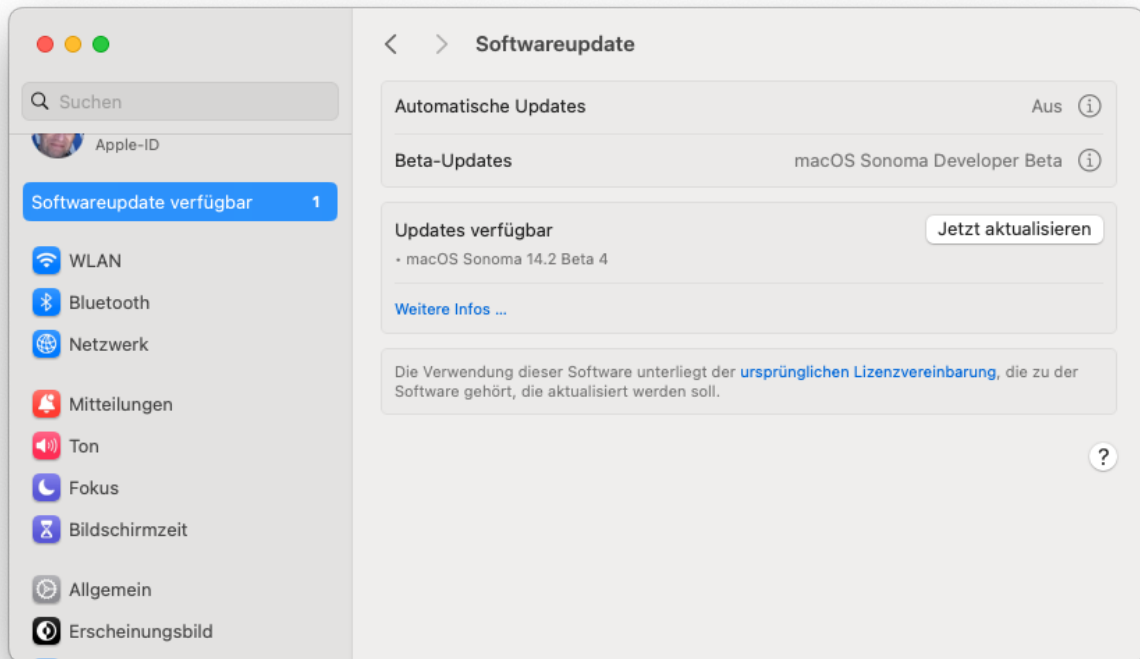 Suchen
Apple-ID
Softwareupdate verfügbar 1
WLAN
Bluetooth
Netzwerk
Mitteilungen
Ton
Fokus
Bildschirmzeit
Allgemein
Erscheinungsbild
Softwareupdate
Automatische Updates Aus
Beta-Updates macOS Sonoma Developer Beta
Updates verfügbar Jetzt aktualisieren
• macOS Sonoma 14.2 Beta 4
Weitere Infos ...
Die Verwendung dieser Software unterliegt der ursprünglichen Lizenzvereinbarung, die zu der
Software gehört, die aktualisiert werden soll.
?